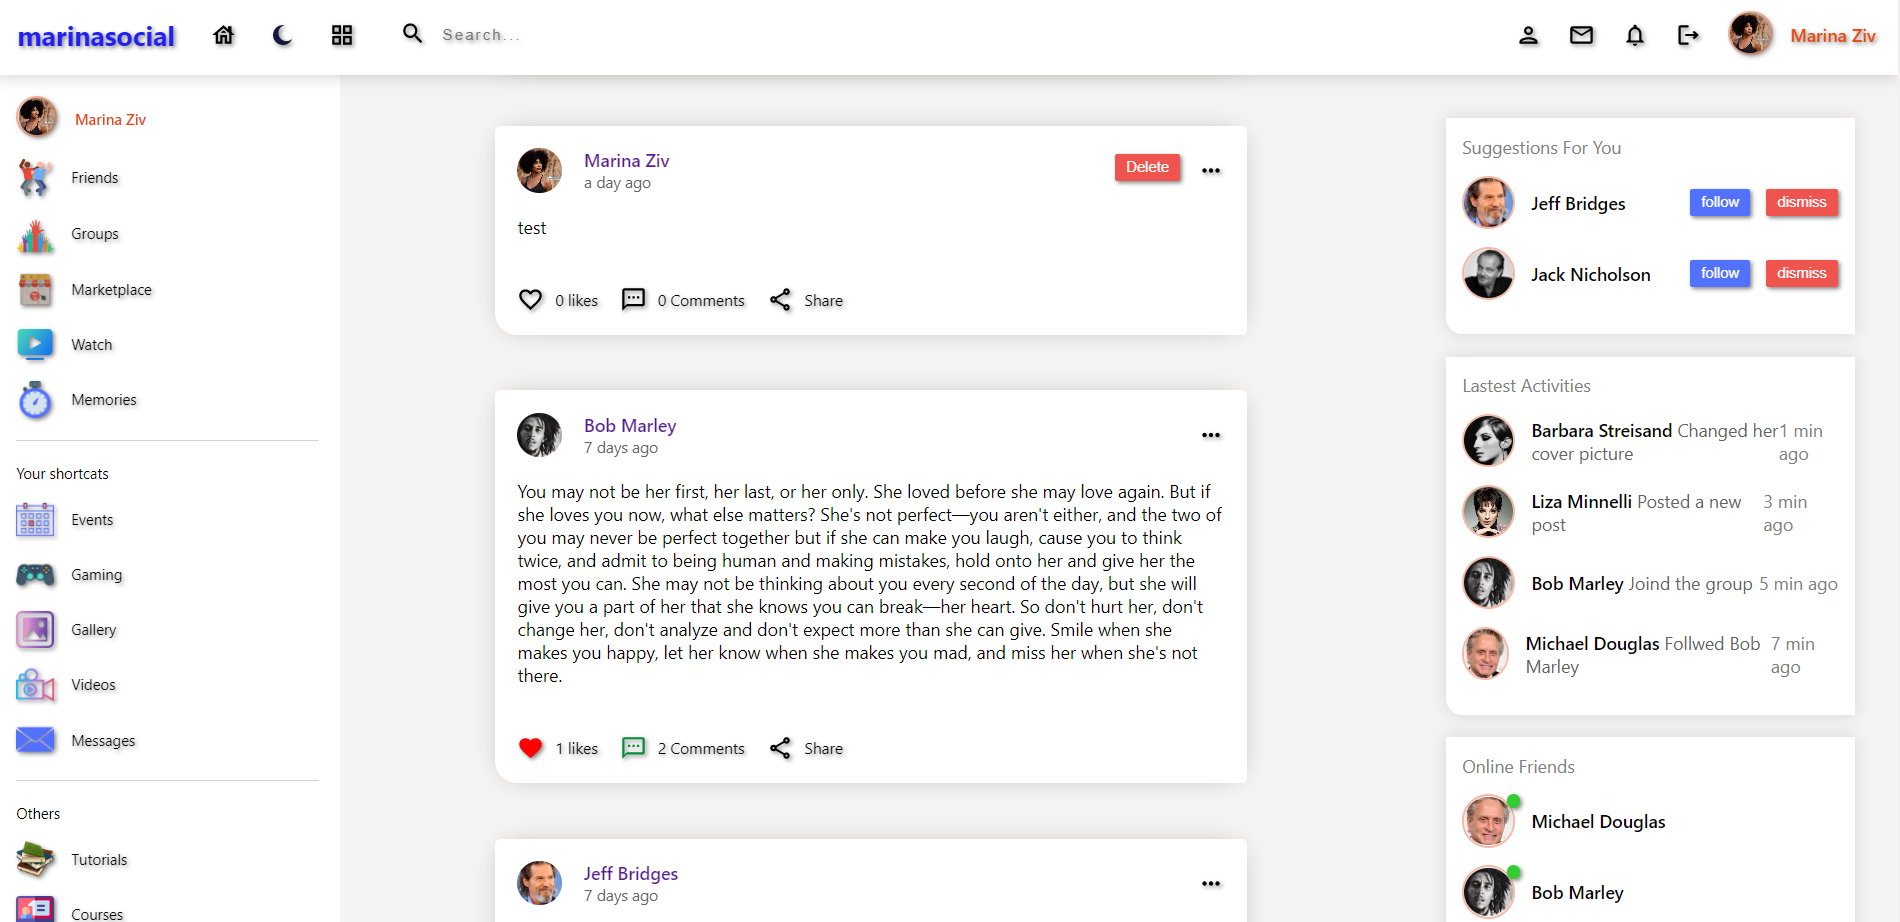 marinasocial
Search...
Marina Ziv
Marina Ziv
Friends
Groups
Marketplace
Watch
Memories
Your shortcats
Events
Gaming
Gallery
Videos
Messages
Others
Tutorials
Courses
Marina Ziv
a day ago
Delete
test
0 likes
0 Comments
Share
Bob Marley
7 days ago
You may not be her first, her last, or her only. She loved before she may love again. But if
she loves you now, what else matters? She's not perfect—you aren't either, and the two of
you may never be perfect together but if she can make you laugh, cause you to think
twice, and admit to being human and making mistakes, hold onto her and give her the
most you can. She may not be thinking about you every second of the day, but she will
give you a part of her that she knows you can break—her heart. So don't hurt her, don't
change her, don't analyze and don't expect more than she can give. Smile when she
makes you happy, let her know when she makes you mad, and miss her when she's not
there.
1 likes
2 Comments
Share
Jeff Bridges
7 days ago
Suggestions For You
Jeff Bridges
follow
dismiss
Jack Nicholson
follow
dismiss
Lastest Activities
Barbara Streisand Changed her
cover picture
1 min
ago
Liza Minnelli Posted a new
post
3 min
ago
Bob Marley Joind the group
5 min ago
Michael Douglas Follwed Bob
Marley
7 min
ago
Online Friends
Michael Douglas
Bob Marley